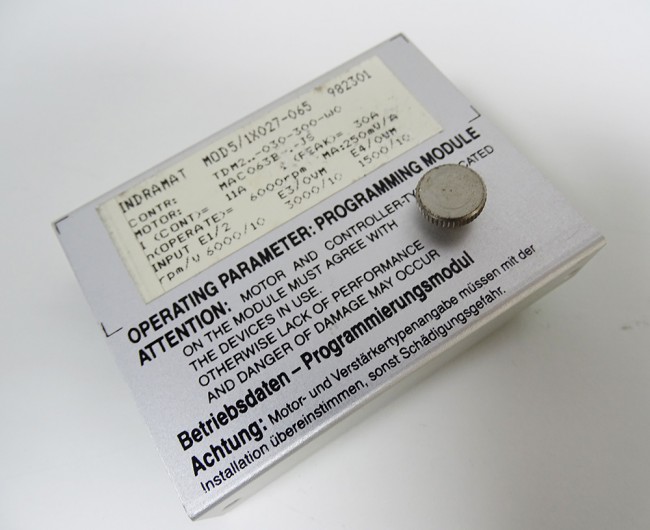 INDRAMAT MOD5/1X027-065 982301
CONTR: TDM2.-030-300-W0
MOTOR: MAC063B-.-JS
I (CONT)= 11A I (PEAK)= 30A
n(OPERATE)= 6000rpm MA:250mV/A
INPUT E1/2 E3/OVM E4/OVM
rpm/V 6000/10 3000/10 1500/10
OPERATING PARAMETER: PROGRAMMING MODULE
ATTENTION: MOTOR AND CONTROLLER-TY CATED
ON THE MODULE MUST AGREE WITH
THE DEVICES IN USE.
OTHERWISE LACK OF PERFORMANCE
AND DANGER OF DAMAGE MAY OCCUR
Betriebsdaten – Programmierungsmodul
Achtung: Motor- und Verstärkertypenangabe müssen mit der
Installation übereinstimmen, sonst Schädigungsgefahr.